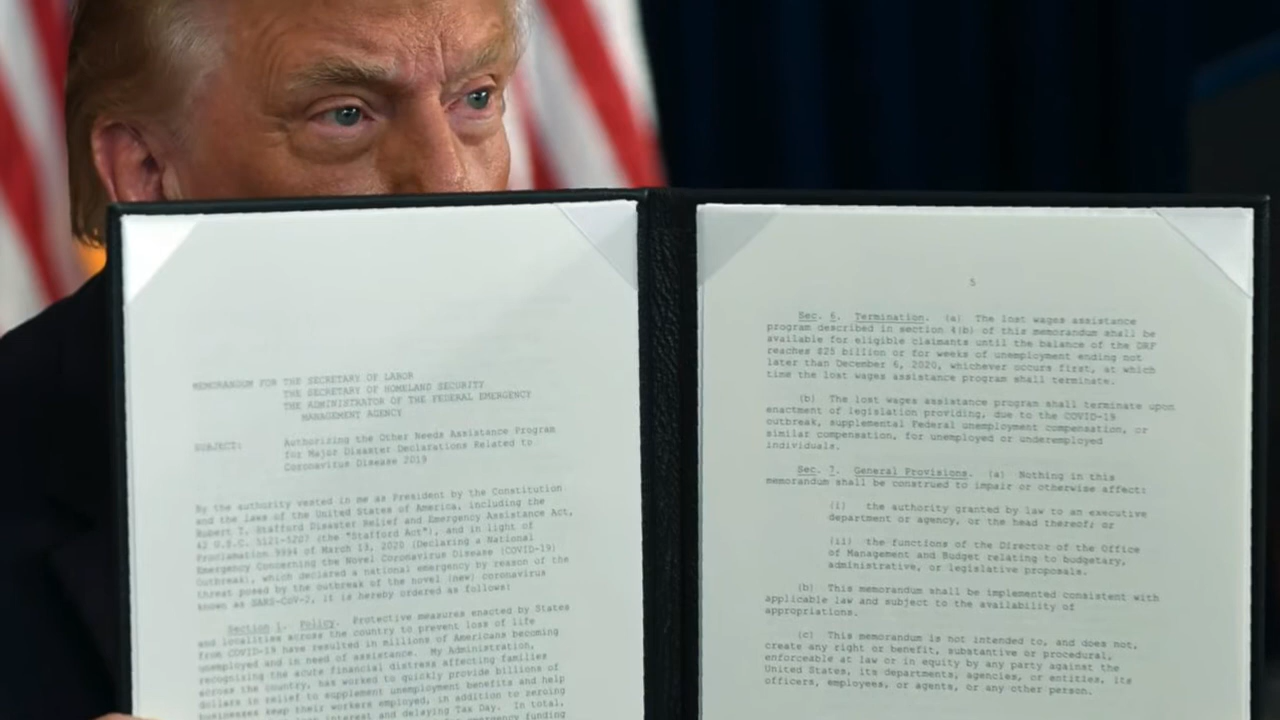 MEMORANDUM FOR THE SECRETARY OF LABOR
THE SECRETARY OF HOMELAND SECURITY
THE ADMINISTRATOR OF THE FEDERAL EMERGENCY
MANAGEMENT AGENCY
SUBJECT: Authorizing the Other Needs Assistance Program
for Major Disaster Declarations Related to
Coronavirus Disease 2019
By the authority vested in me as President by the Constitution
and the laws of the United States of America, including the
Robert T. Stafford Disaster Relief and Emergency Assistance Act,
42 U.S.C. 5121-5207 (the "Stafford Act"), and in light of
Proclamation 9994 of March 13, 2020 (Declaring a National
Emergency Concerning the Novel Coronavirus Disease (COVID-19)
Outbreak), which declared a national emergency by reason of the
threat posed by the outbreak of the novel (new) coronavirus
known as SARS-CoV-2, it is hereby ordered as follows:
Section 1. Policy. Protective measures enacted by States
and localities across the country to prevent loss of life
from COVID-19 have resulted in millions of Americans becoming
unemployed and in need of assistance. My Administration,
recognizing the acute financial distress affecting families
across the country, has worked to quickly provide billions of
dollars in relief to supplement unemployment benefits and help
businesses keep their workers employed, in addition to zeroing
interest and delaying Tax Day. In total,
emergency funding
5
Sec. 6. Termination. (a) The lost wages assistance
program described in section 4(b) of this memorandum shall be
available for eligible claimants until the balance of the DRF
reaches $25 billion or for weeks of unemployment ending not
later than December 6, 2020, whichever occurs first, at which
time the lost wages assistance program shall terminate.
(b) The lost wages assistance program shall terminate upon
enactment of legislation providing, due to the COVID-19
outbreak, supplemental Federal unemployment compensation, or
similar compensation, for unemployed or underemployed
individuals.
Sec. 7. General Provisions. (a) Nothing in this
memorandum shall be construed to impair or otherwise affect:
(i) the authority granted by law to an executive
department or agency, or the head thereof; or
(ii) the functions of the Director of the Office
of Management and Budget relating to budgetary,
administrative, or legislative proposals.
(b) This memorandum shall be implemented consistent with
applicable law and subject to the availability of
appropriations.
(c) This memorandum is not intended to, and does not,
create any right or benefit, substantive or procedural,
enforceable at law or in equity by any party against the
United States, its departments, agencies, or entities, its
officers, employees, or agents, or any other person.